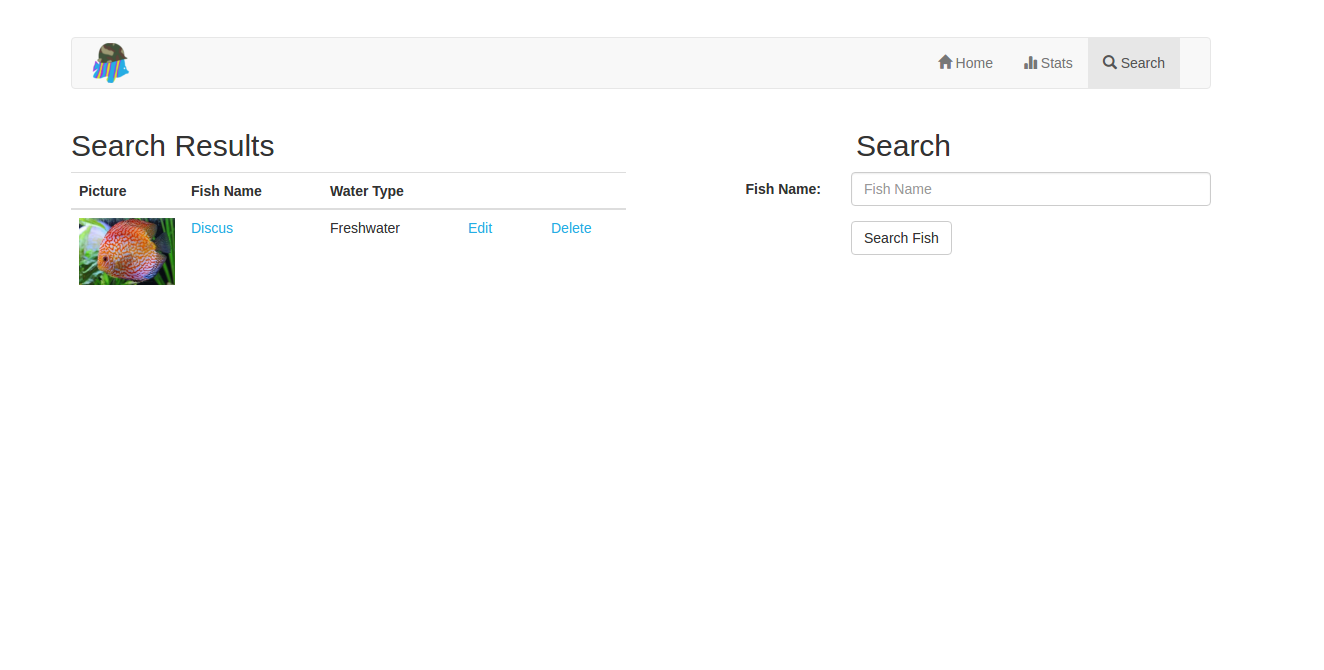 Home Stats Search
Search Results
Picture Fish Name Water Type
Discus Freshwater Edit Delete
Search
Fish Name: Fish Name
Search Fish